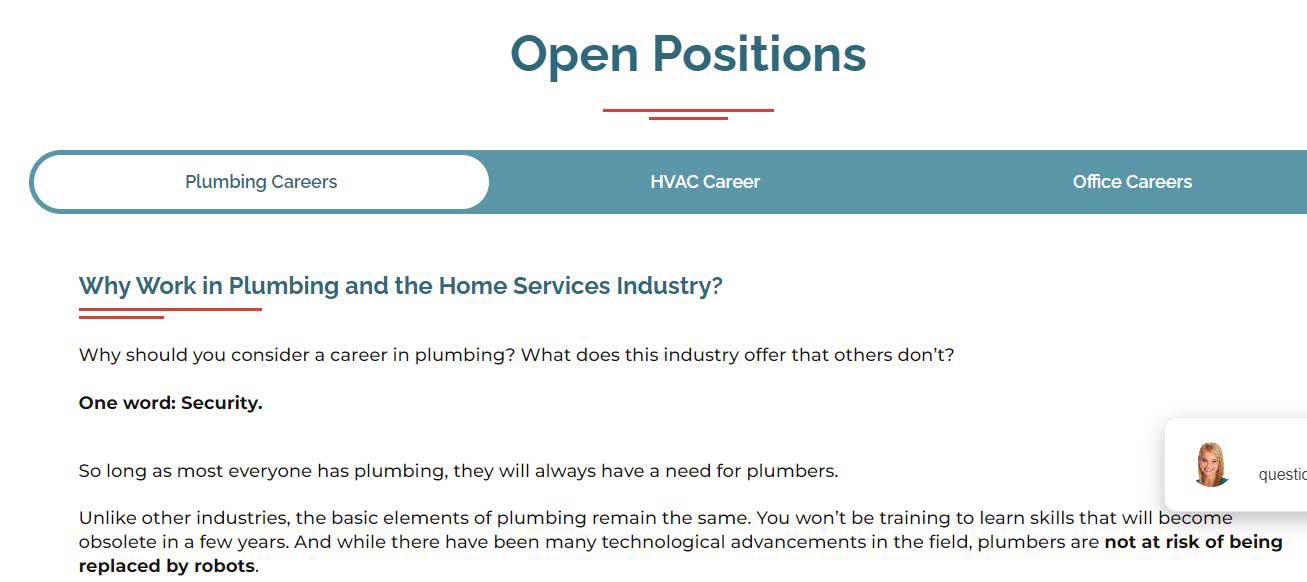 Open Positions
Plumbing Careers
HVAC Career
Office Careers
Why Work in Plumbing and the Home Services Industry?
Why should you consider a career in plumbing? What does this industry offer that others don’t?
One word: Security.
So long as most everyone has plumbing, they will always have a need for plumbers.
Unlike other industries, the basic elements of plumbing remain the same. You won’t be training to learn skills that will become
obsolete in a few years. And while there have been many technological advancements in the field, plumbers are not at risk of being
replaced by robots.